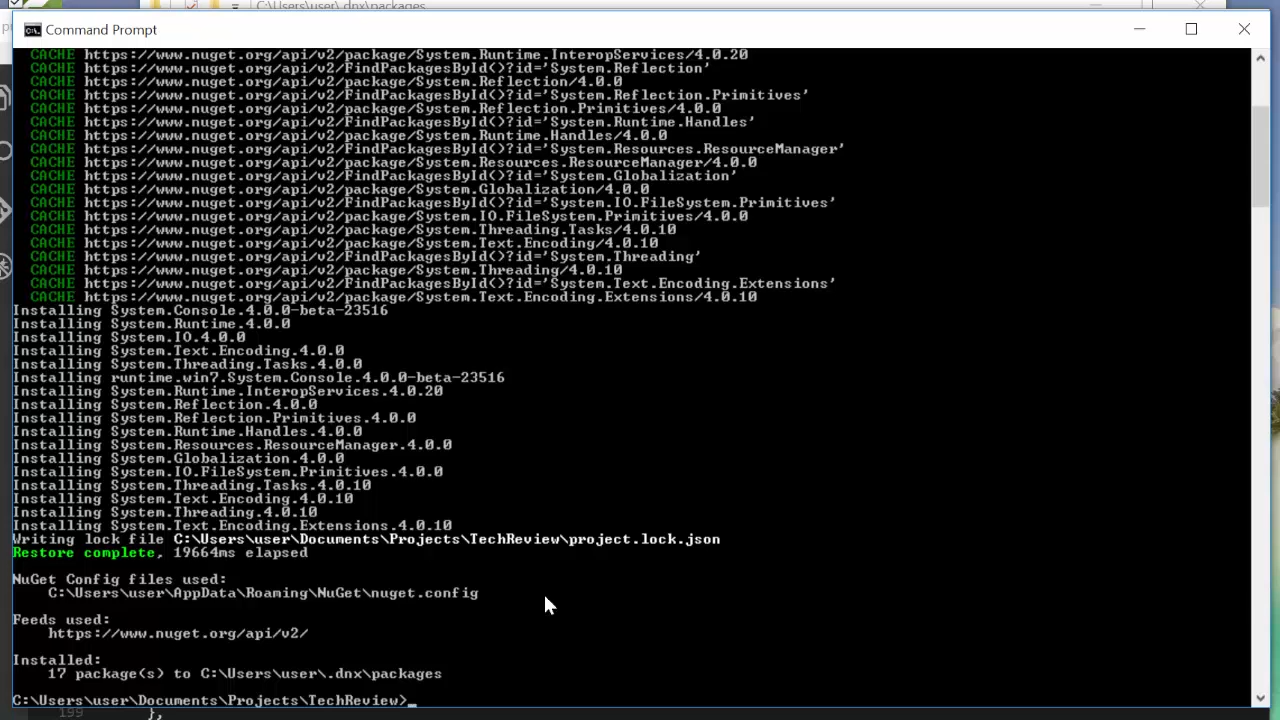 C:\Users\user\.dnx\packages
Command Prompt
CACHE https://www.nuget.org/api/v2/package/System.Runtime.InteropServices/4.0.20
CACHE https://www.nuget.org/api/v2/FindPackagesById()?id='System.Reflection'
CACHE https://www.nuget.org/api/v2/package/System.Reflection/4.0.0
CACHE https://www.nuget.org/api/v2/FindPackagesById()?id='System.Reflection.Primitives'
CACHE https://www.nuget.org/api/v2/package/System.Reflection.Primitives/4.0.0
CACHE https://www.nuget.org/api/v2/FindPackagesById()?id='System.Runtime.Handles'
CACHE https://www.nuget.org/api/v2/package/System.Runtime.Handles/4.0.0
CACHE https://www.nuget.org/api/v2/FindPackagesById()?id='System.Resources.ResourceManager'
CACHE https://www.nuget.org/api/v2/package/System.Resources.ResourceManager/4.0.0
CACHE https://www.nuget.org/api/v2/FindPackagesById()?id='System.Globalization'
CACHE https://www.nuget.org/api/v2/package/System.Globalization/4.0.0
CACHE https://www.nuget.org/api/v2/FindPackagesById()?id='System.IO.FileSystem.Primitives'
CACHE https://www.nuget.org/api/v2/package/System.IO.FileSystem.Primitives/4.0.0
CACHE https://www.nuget.org/api/v2/package/System.Threading.Tasks/4.0.10
CACHE https://www.nuget.org/api/v2/package/System.Text.Encoding/4.0.10
CACHE https://www.nuget.org/api/v2/FindPackagesById()?id='System.Threading'
CACHE https://www.nuget.org/api/v2/package/System.Threading/4.0.10
CACHE https://www.nuget.org/api/v2/FindPackagesById()?id='System.Text.Encoding.Extensions'
CACHE https://www.nuget.org/api/v2/package/System.Text.Encoding.Extensions/4.0.10
Installing System.Console.4.0.0-beta-23516
Installing System.Runtime.4.0.0
Installing System.IO.4.0.0
Installing System.Text.Encoding.4.0.0
Installing System.Threading.Tasks.4.0.0
Installing runtime.win7.System.Console.4.0.0-beta-23516
Installing System.Runtime.InteropServices.4.0.20
Installing System.Reflection.4.0.0
Installing System.Reflection.Primitives.4.0.0
Installing System.Runtime.Handles.4.0.0
Installing System.Resources.ResourceManager.4.0.0
Installing System.Globalization.4.0.0
Installing System.IO.FileSystem.Primitives.4.0.0
Installing System.Threading.Tasks.4.0.10
Installing System.Text.Encoding.4.0.10
Installing System.Threading.4.0.10
Installing System.Text.Encoding.Extensions.4.0.10
Writing lock file C:\Users\user\Documents\Projects\TechReview\project.lock.json
Restore complete, 19664ms elapsed
NuGet Config files used:
C:\Users\user\AppData\Roaming\NuGet\nuget.config
Feeds used:
https://www.nuget.org/api/v2/
Installed:
17 package(s) to C:\Users\user\.dnx\packages
C:\Users\user\Documents\Projects\TechReview>_
199 },